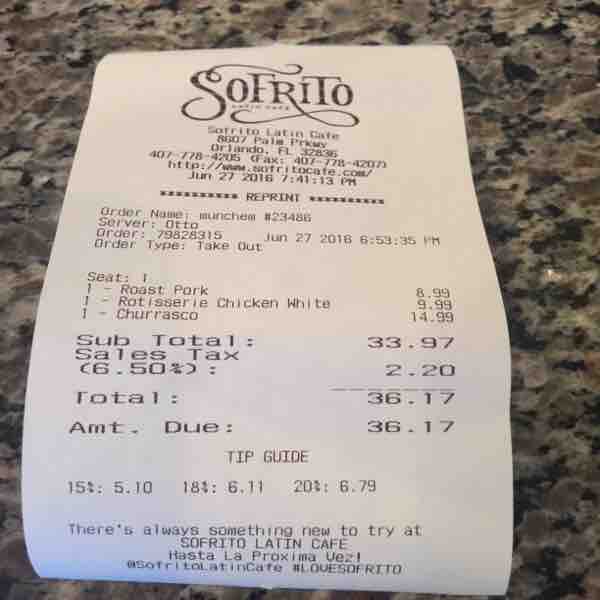 SOFRITO
LATIN CAFE
Sofrito Latin Cafe
8607 Palm Prkwy
Orlando, FL 32836
407-778-4205 (Fax: 407-778-4207)
http://www.sofritocafe.com/
Jun 27 2016 7:41:13 PM
********** REPRINT **********
Order Name: munchem #23486
Server: Otto
Order: 79828315 Jun 27 2016 6:53:35 PM
Order Type: Take Out
Seat: 1
1 - Roast Pork 8.99
1 - Rotisserie Chicken White 9.99
1 - Churrasco 14.99
Sub Total: 33.97
Sales Tax
(6.50%): 2.20
Total: 36.17
Amt. Due: 36.17
TIP GUIDE
15%: 5.10 18%: 6.11 20%: 6.79
There's always something new to try at
SOFRITO LATIN CAFE
Hasta La Proxima Vez!
@SofritoLatinCafe #LOVESOFRITO